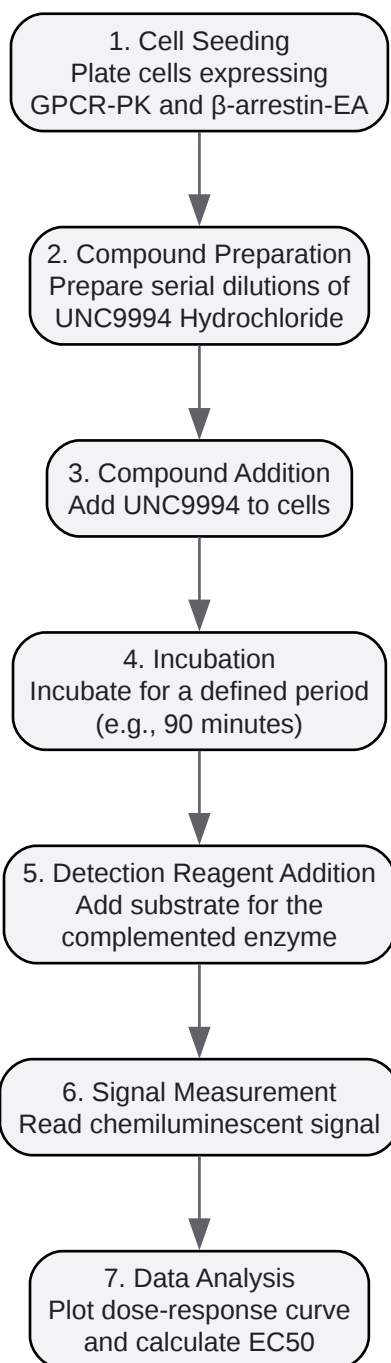 1. Cell Seeding
Plate cells expressing
GPCR-PK and β-arrestin-EA
2. Compound Preparation
Prepare serial dilutions of
UNC9994 Hydrochloride
3. Compound Addition
Add UNC9994 to cells
4. Incubation
Incubate for a defined period
(e.g., 90 minutes)
5. Detection Reagent Addition
Add substrate for the
complemented enzyme
6. Signal Measurement
Read chemiluminescent signal
7. Data Analysis
Plot dose-response curve
and calculate EC50